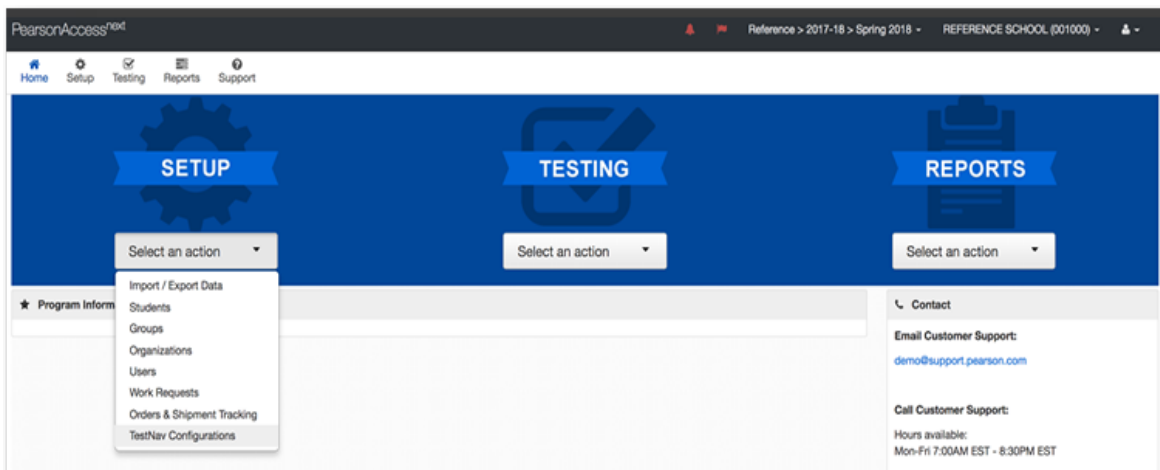 PearsonAccessnext
Reference > 2017-18 > Spring 2018
REFERENCE SCHOOL (001000)
Home
Setup
Testing
Reports
Support
SETUP
TESTING
REPORTS
Select an action
Select an action
Select an action
Import / Export Data
Students
Groups
Organizations
Users
Work Requests
Orders & Shipment Tracking
TestNav Configurations
Program Inform
Contact
Email Customer Support:
demo@support.pearson.com
Call Customer Support:
Hours available:
Mon-Fri 7:00AM EST - 8:30PM EST